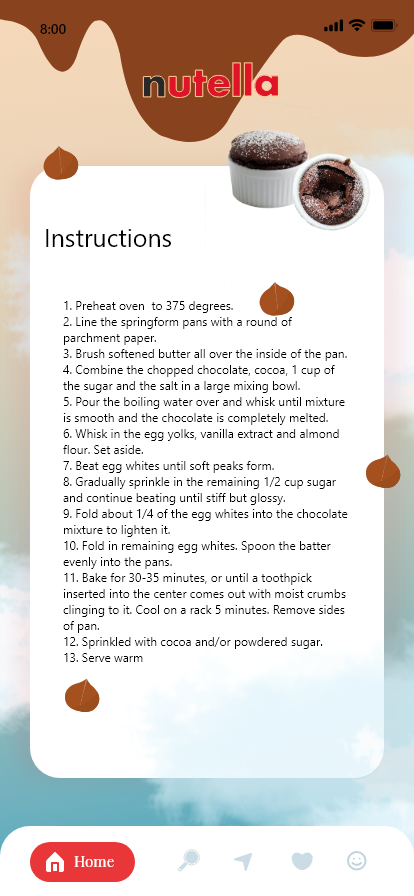 8:00
nutella
Instructions
1. Preheat oven  to 375 degrees.
2. Line the springform pans with a round of
parchment paper.
3. Brush softened butter all over the inside of the pan.
4. Combine the chopped chocolate, cocoa, 1 cup of
the sugar and the salt in a large mixing bowl.
5. Pour the boiling water over and whisk until mixture
is smooth and the chocolate is completely melted.
6. Whisk in the egg yolks, vanilla extract and almond
flour. Set aside.
7. Beat egg whites until soft peaks form.
8. Gradually sprinkle in the remaining 1/2 cup sugar
and continue beating until stiff but glossy.
9. Fold about 1/4 of the egg whites into the chocolate
mixture to lighten it.
10. Fold in remaining egg whites. Spoon the batter
evenly into the pans.
11. Bake for 30-35 minutes, or until a toothpick
inserted into the center comes out with moist crumbs
clinging to it. Cool on a rack 5 minutes. Remove sides
of pan.
12. Sprinkled with cocoa and/or powdered sugar.
13. Serve warm
Home